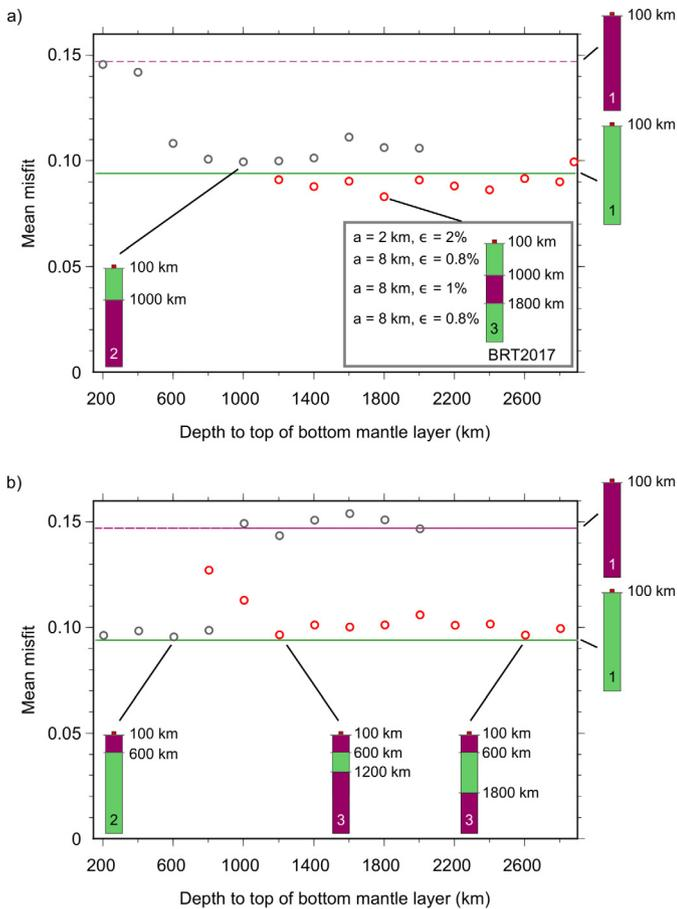 a)
100 km
1
100 km
1
0.15
0.10
0.05
0
Mean misfit
100 km
1000 km
2
a = 2 km, ϵ = 2%
a = 8 km, ϵ = 0.8%
a = 8 km, ϵ = 1%
a = 8 km, ϵ = 0.8%
100 km
1000 km
1800 km
3
BRT2017
200 600 1000 1400 1800 2200 2600
Depth to top of bottom mantle layer (km)
b)
100 km
1
100 km
1
0.15
0.10
0.05
0
Mean misfit
100 km
600 km
2
100 km
600 km
1200 km
3
100 km
600 km
1800 km
3
200 600 1000 1400 1800 2200 2600
Depth to top of bottom mantle layer (km)